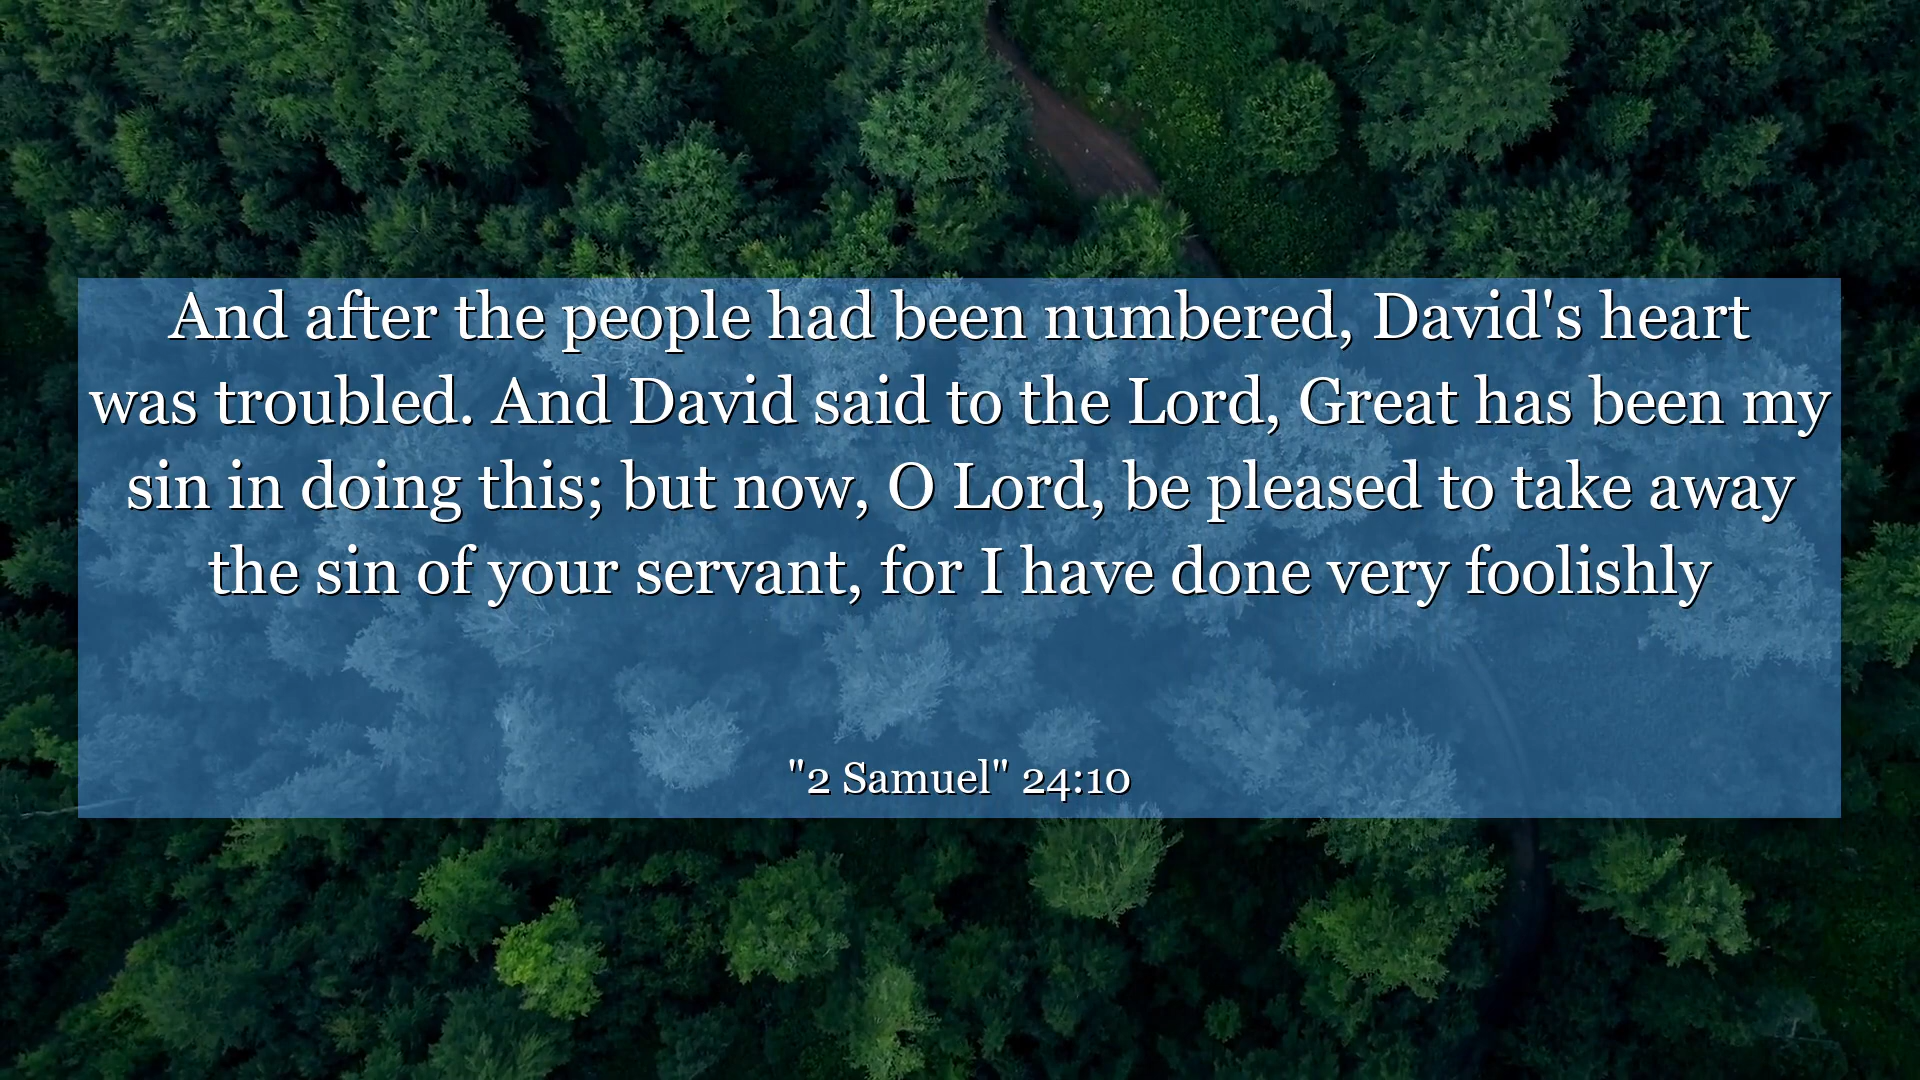 And after the people had been numbered, David's heart
was troubled. And David said to the Lord, Great has been my
sin in doing this; but now, O Lord, be pleased to take away
the sin of your servant, for I have done very foolishly
"2 Samuel" 24:10